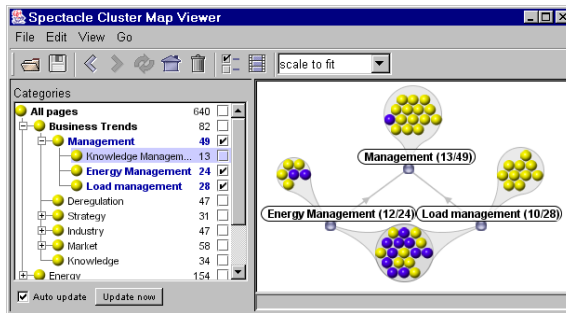 Spectacle Cluster Map Viewer
File Edit View Go
scale to fit
Categories
All pages 640
Business Trends 82
Management 49
Knowledge Managem... 13
Energy Management 24
Load management 28
Deregulation 47
Strategy 31
Industry 47
Market 58
Knowledge 34
Energy 154
Auto update Update now
Management (13/49)
Energy Management (12/24) Load management (10/28)